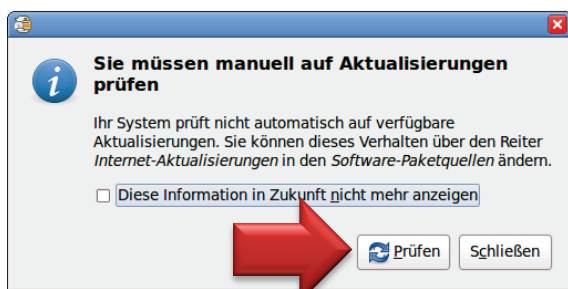 Sie müssen manuell auf Aktualisierungen
prüfen
Ihr System prüft nicht automatisch auf verfügbare
Aktualisierungen. Sie können dieses Verhalten über den Reiter
Internet-Aktualisierungen in den Software-Paketquellen ändern.
Diese Information in Zukunft nicht mehr anzeigen
Prüfen Schließen